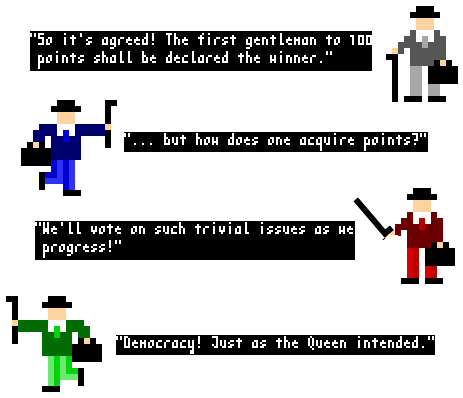 "So it's agreed! The first gentleman to 100
points shall be declared the winner."
"... but how does one acquire points?"
"We'll vote on such trivial issues as we
progress!"
"Democracy! Just as the Queen intended."